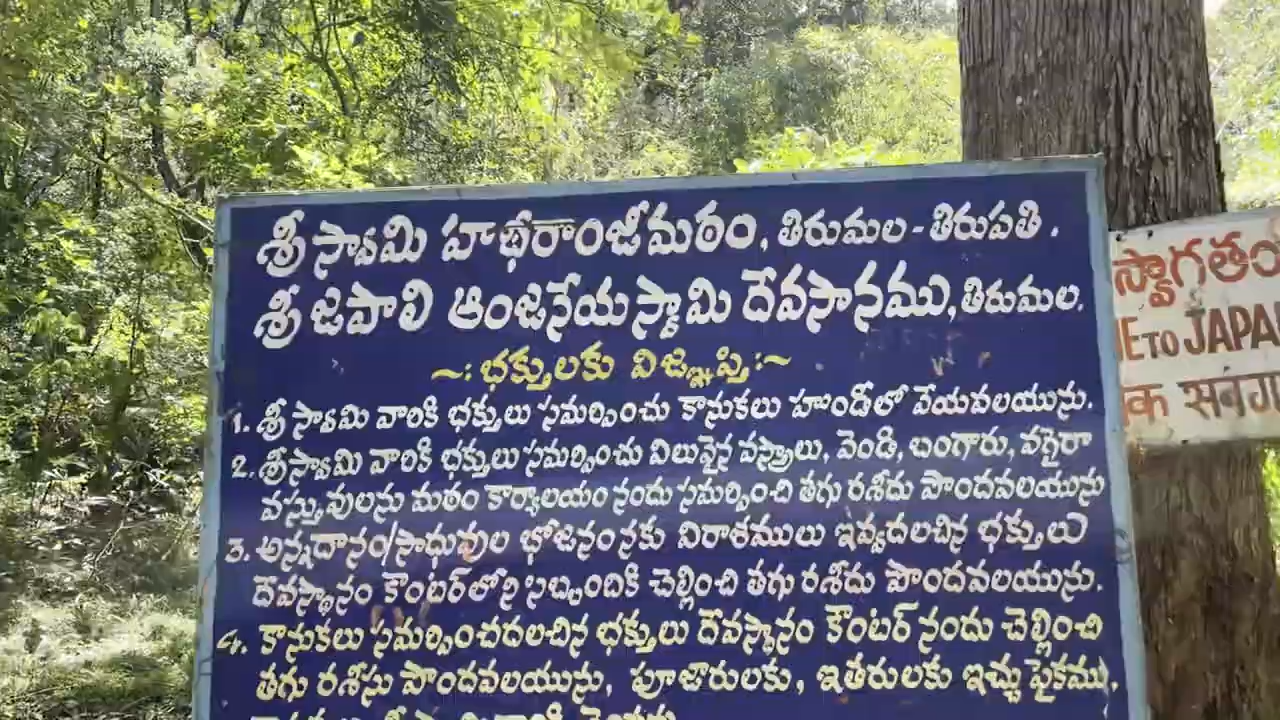 శ్రీ స్వామి హాథీరాంజీమఠం, తిరుమల - తిరుపతి.
శ్రీ జపాలి ఆంజనేయస్వామి దేవస్థానము, తిరుమల.
~: భక్తులకు విజ్ఞప్తి :~
1. శ్రీ స్వామి వారికి భక్తులు సమర్పించు కానుకలు హుండీలో వేయవలయును.
2. శ్రీస్వామి వారికి భక్తులు సమర్పించు విలువైన వస్త్రాలు, వెండి, బంగారు, వగైరా
వస్తువులను మఠం కార్యాలయం నందు సమర్పించి తగు రశీదు పొందవలయును
3. అన్నదానం/సాధువుల భోజనంనకు విరాళములు ఇవ్వదలచిన భక్తులు
దేవస్థానం కౌంటర్‌లోని సిబ్బందికి చెల్లించి తగు రశీదు పొందవలయును.
4. కానుకలు సమర్పించదలచిన భక్తులు దేవస్థానం కౌంటర్ నందు చెల్లించి
తగు రశీసు పొందవలయును, పూజారులకు, ఇతరులకు ఇచ్చు పైకము,
స్వాగతం
TO JAPA